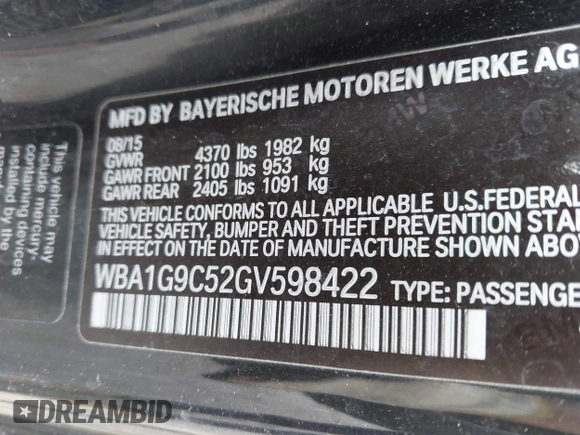 MFD BY BAYERISCHE MOTOREN WERKE AG
08/15
GVWR 4370 lbs 1982 kg
GAWR FRONT 2100 lbs 953 kg
GAWR REAR 2405 lbs 1091 kg
THIS VEHICLE CONFORMS TO ALL APPLICABLE U.S.FEDERAL
VEHICLE SAFETY, BUMPER AND THEFT PREVENTION STAN
IN EFFECT ON THE DATE OF MANUFACTURE SHOWN ABO
WBA1G9C52GV598422 TYPE: PASSENGE
This vehicle may
include mercury-
containing
devices
installed by
DREAMBID